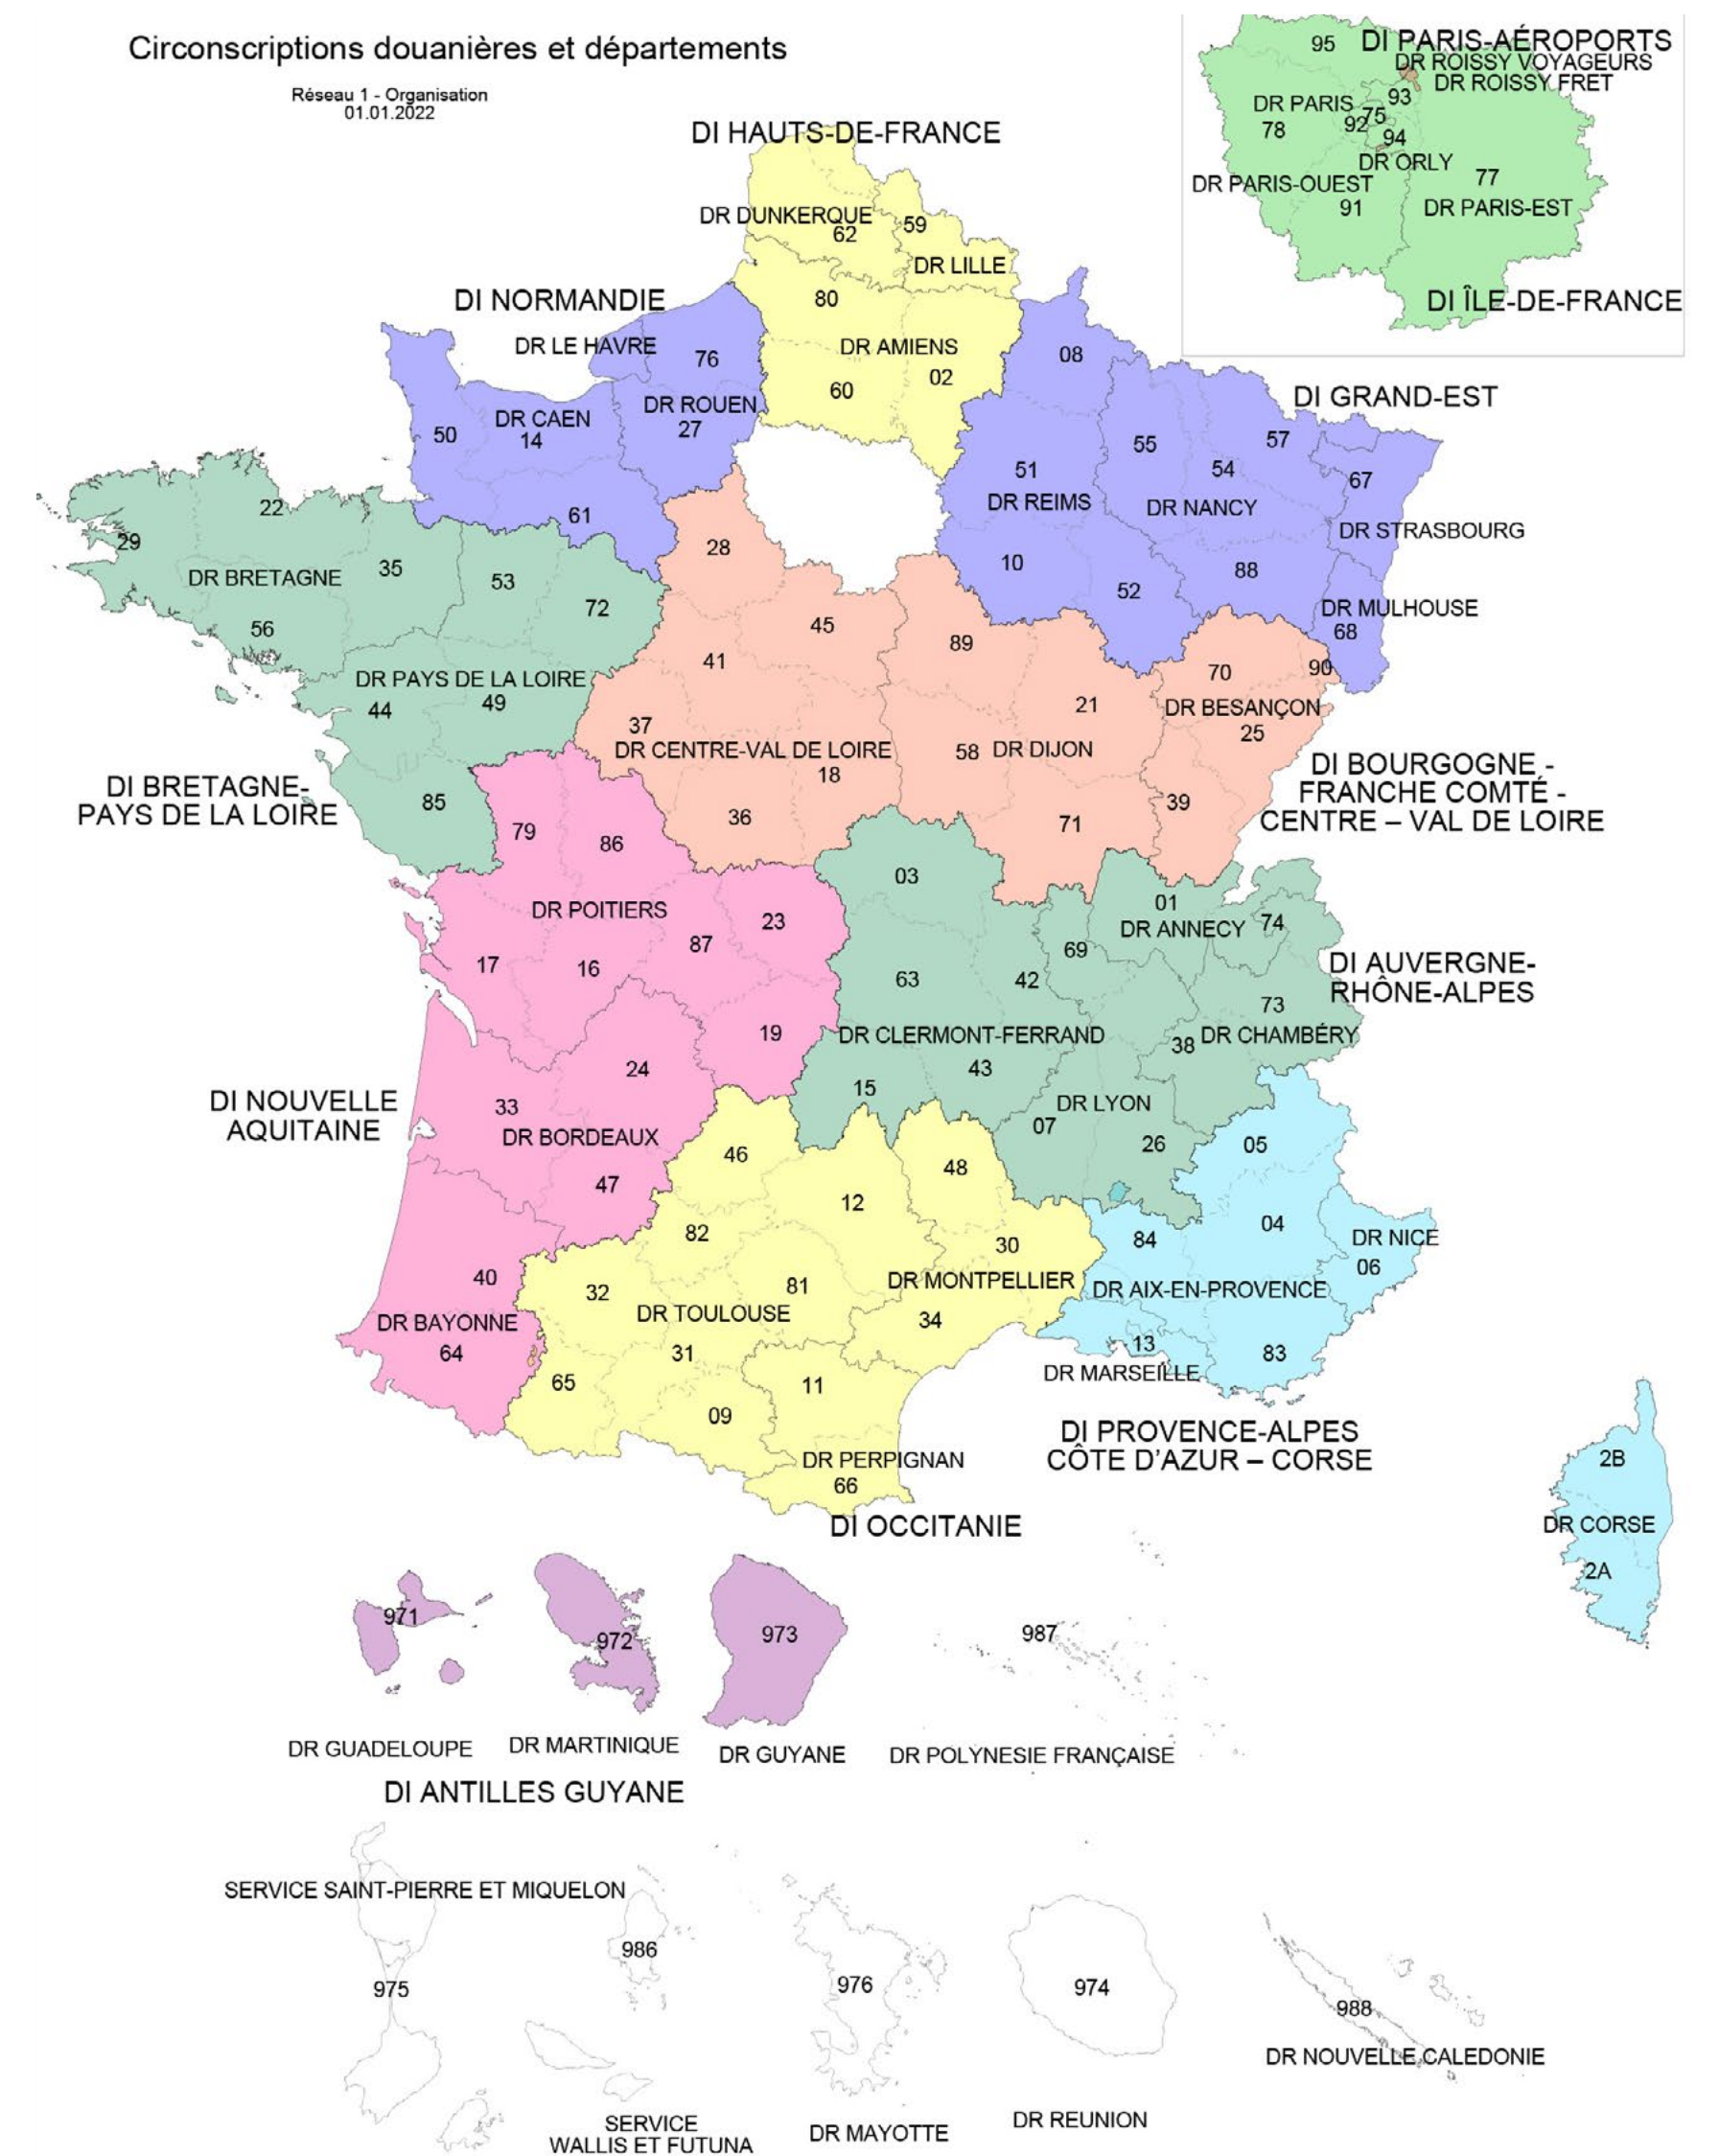 Circonscriptions douanières et départements
Réseau 1 - Organisation
01.01.2022
95
DI PARIS-AÉROPORTS
DR ROISSY VOYAGEURS
DR ROISSY FRET
DR PARIS
93
75
78
92
94
DR ORLY
DR PARIS-OUEST
77
91
DR PARIS-EST
DI ÎLE-DE-FRANCE
DI HAUTS-DE-FRANCE
DR DUNKERQUE
62
59
DR LILLE
80
DR AMIENS
60
02
DI NORMANDIE
DR LE HAVRE
76
DR ROUEN
27
DR CAEN
14
50
61
08
DI GRAND-EST
55
57
51
54
67
DR REIMS
DR NANCY
DR STRASBOURG
10
52
88
DR MULHOUSE
68
22
29
35
DR BRETAGNE
53
72
56
DR PAYS DE LA LOIRE
44
49
85
DI BRETAGNE-
PAYS DE LA LOIRE
28
45
41
37
DR CENTRE-VAL DE LOIRE
18
36
89
21
58
DR DIJON
71
70
90
DR BESANÇON
25
39
DI BOURGOGNE -
FRANCHE COMTÉ -
CENTRE – VAL DE LOIRE
79
86
DR POITIERS
23
87
17
16
19
24
DI NOUVELLE
AQUITAINE
33
DR BORDEAUX
47
40
DR BAYONNE
64
03
01
DR ANNECY
74
69
63
42
DI AUVERGNE-
RHÔNE-ALPES
73
DR CLERMONT-FERRAND
38
DR CHAMBÉRY
43
15
DR LYON
07
26
46
48
12
82
30
32
81
DR MONTPELLIER
DR TOULOUSE
34
31
65
11
09
DR PERPIGNAN
66
DI OCCITANIE
05
04
84
DR NICE
06
DR AIX-EN-PROVENCE
13
83
DR MARSEILLE
DI PROVENCE-ALPES
CÔTE D'AZUR – CORSE
2B
DR CORSE
2A
971
972
973
987
DR GUADELOUPE
DR MARTINIQUE
DR GUYANE
DR POLYNESIE FRANÇAISE
DI ANTILLES GUYANE
SERVICE SAINT-PIERRE ET MIQUELON
975
986
976
974
988
DR NOUVELLE CALEDONIE
SERVICE
WALLIS ET FUTUNA
DR MAYOTTE
DR REUNION